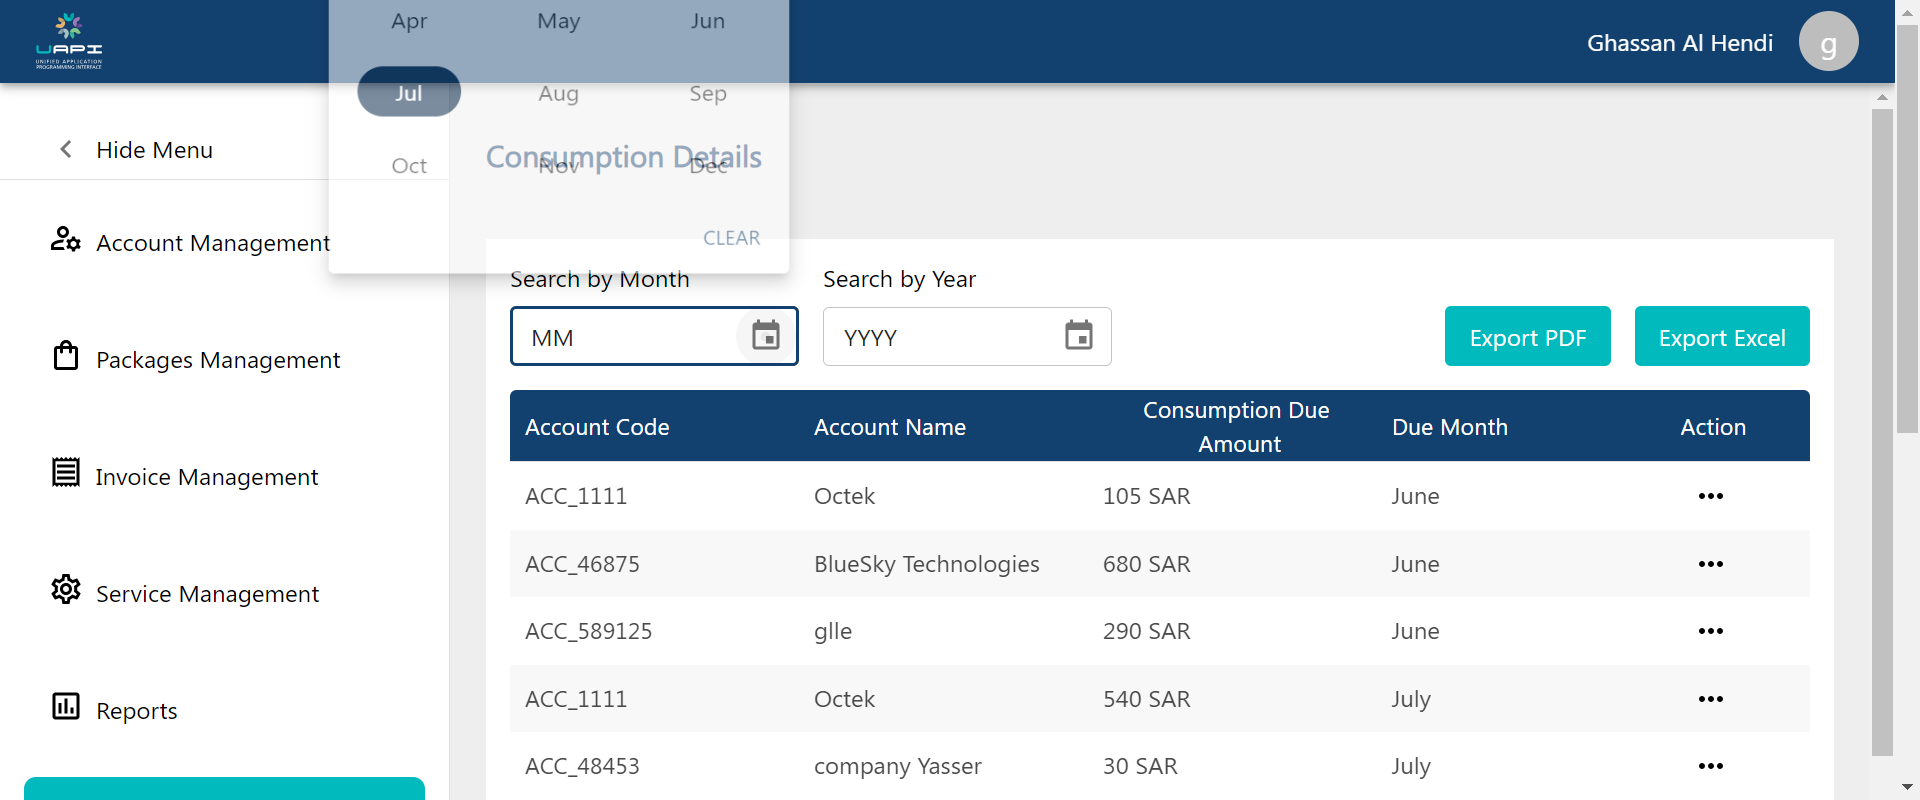 UAPI
UNIFIED APPLICATION
PROGRAMMING INTERFACE
Apr May Jun
Jul Aug Sep
Oct Nov Dec
CLEAR
Ghassan Al Hendi
g
Hide Menu
Account Management
Packages Management
Invoice Management
Service Management
Reports
Consumption Details
Search by Month Search by Year
MM YYYY Export PDF Export Excel
Account Code Account Name Consumption Due Amount Due Month Action
ACC_1111 Octek 105 SAR June
ACC_46875 BlueSky Technologies 680 SAR June
ACC_589125 glle 290 SAR June
ACC_1111 Octek 540 SAR July
ACC_48453 company Yasser 30 SAR July